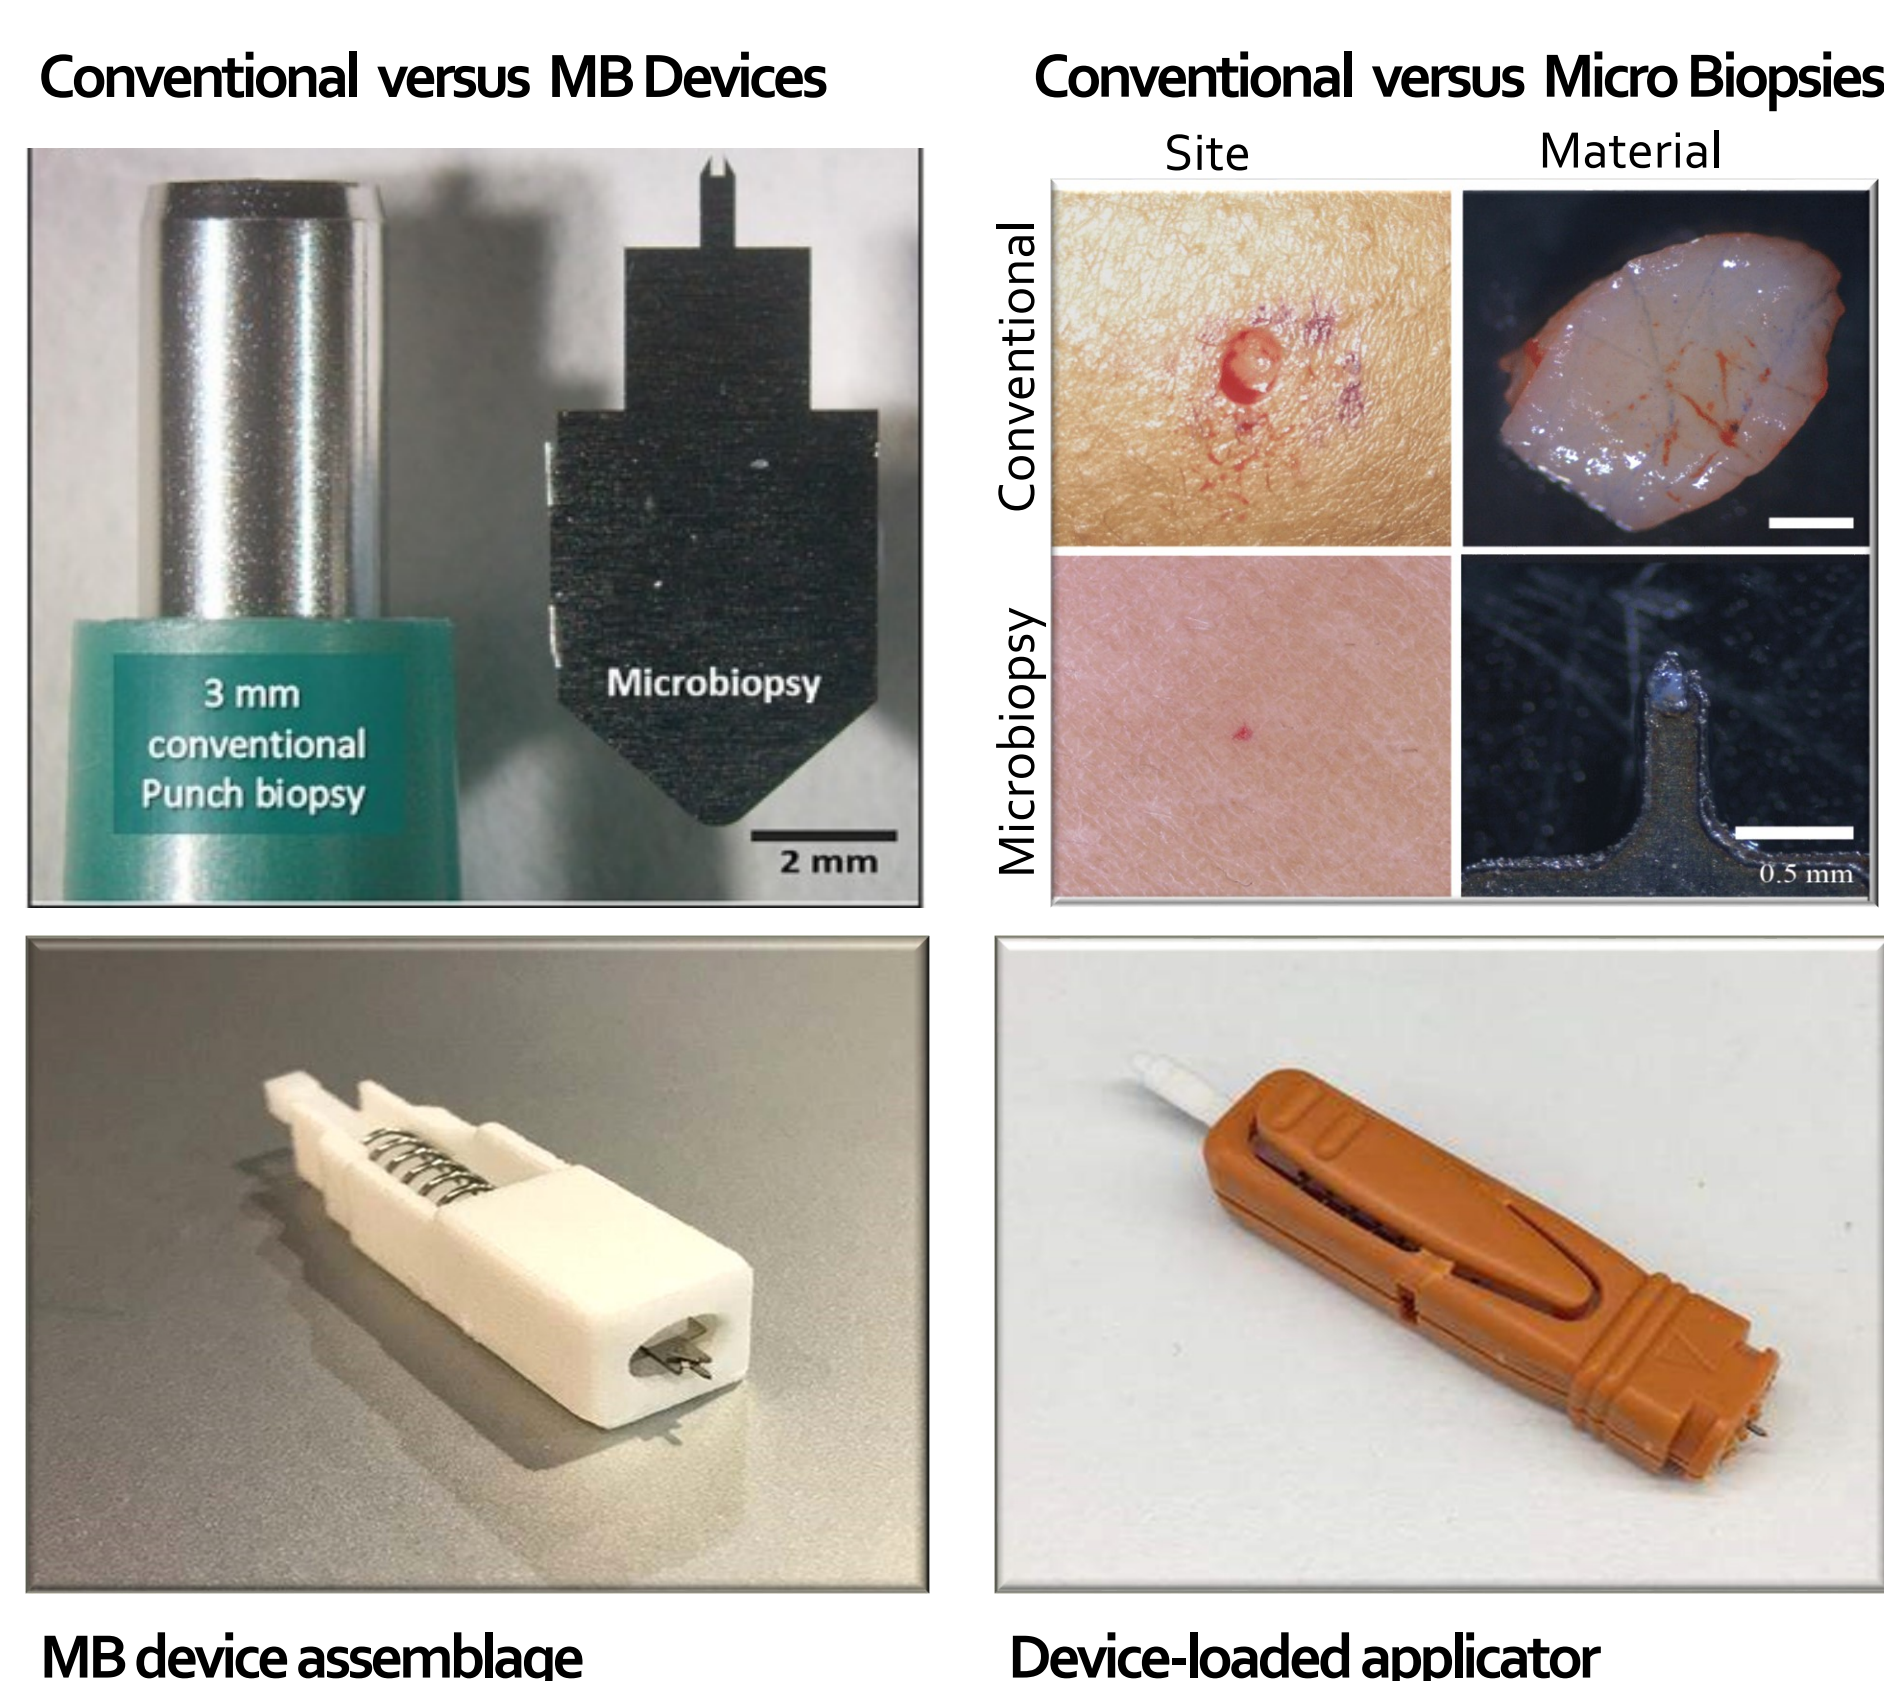 Conventional versus MB Devices
Conventional versus Micro Biopsies
Site
Material
Conventional
Microbiopsy
3 mm
conventional
Punch biopsy
Microbiopsy
2 mm
0.5 mm
MB device assemblage
Device-loaded applicator